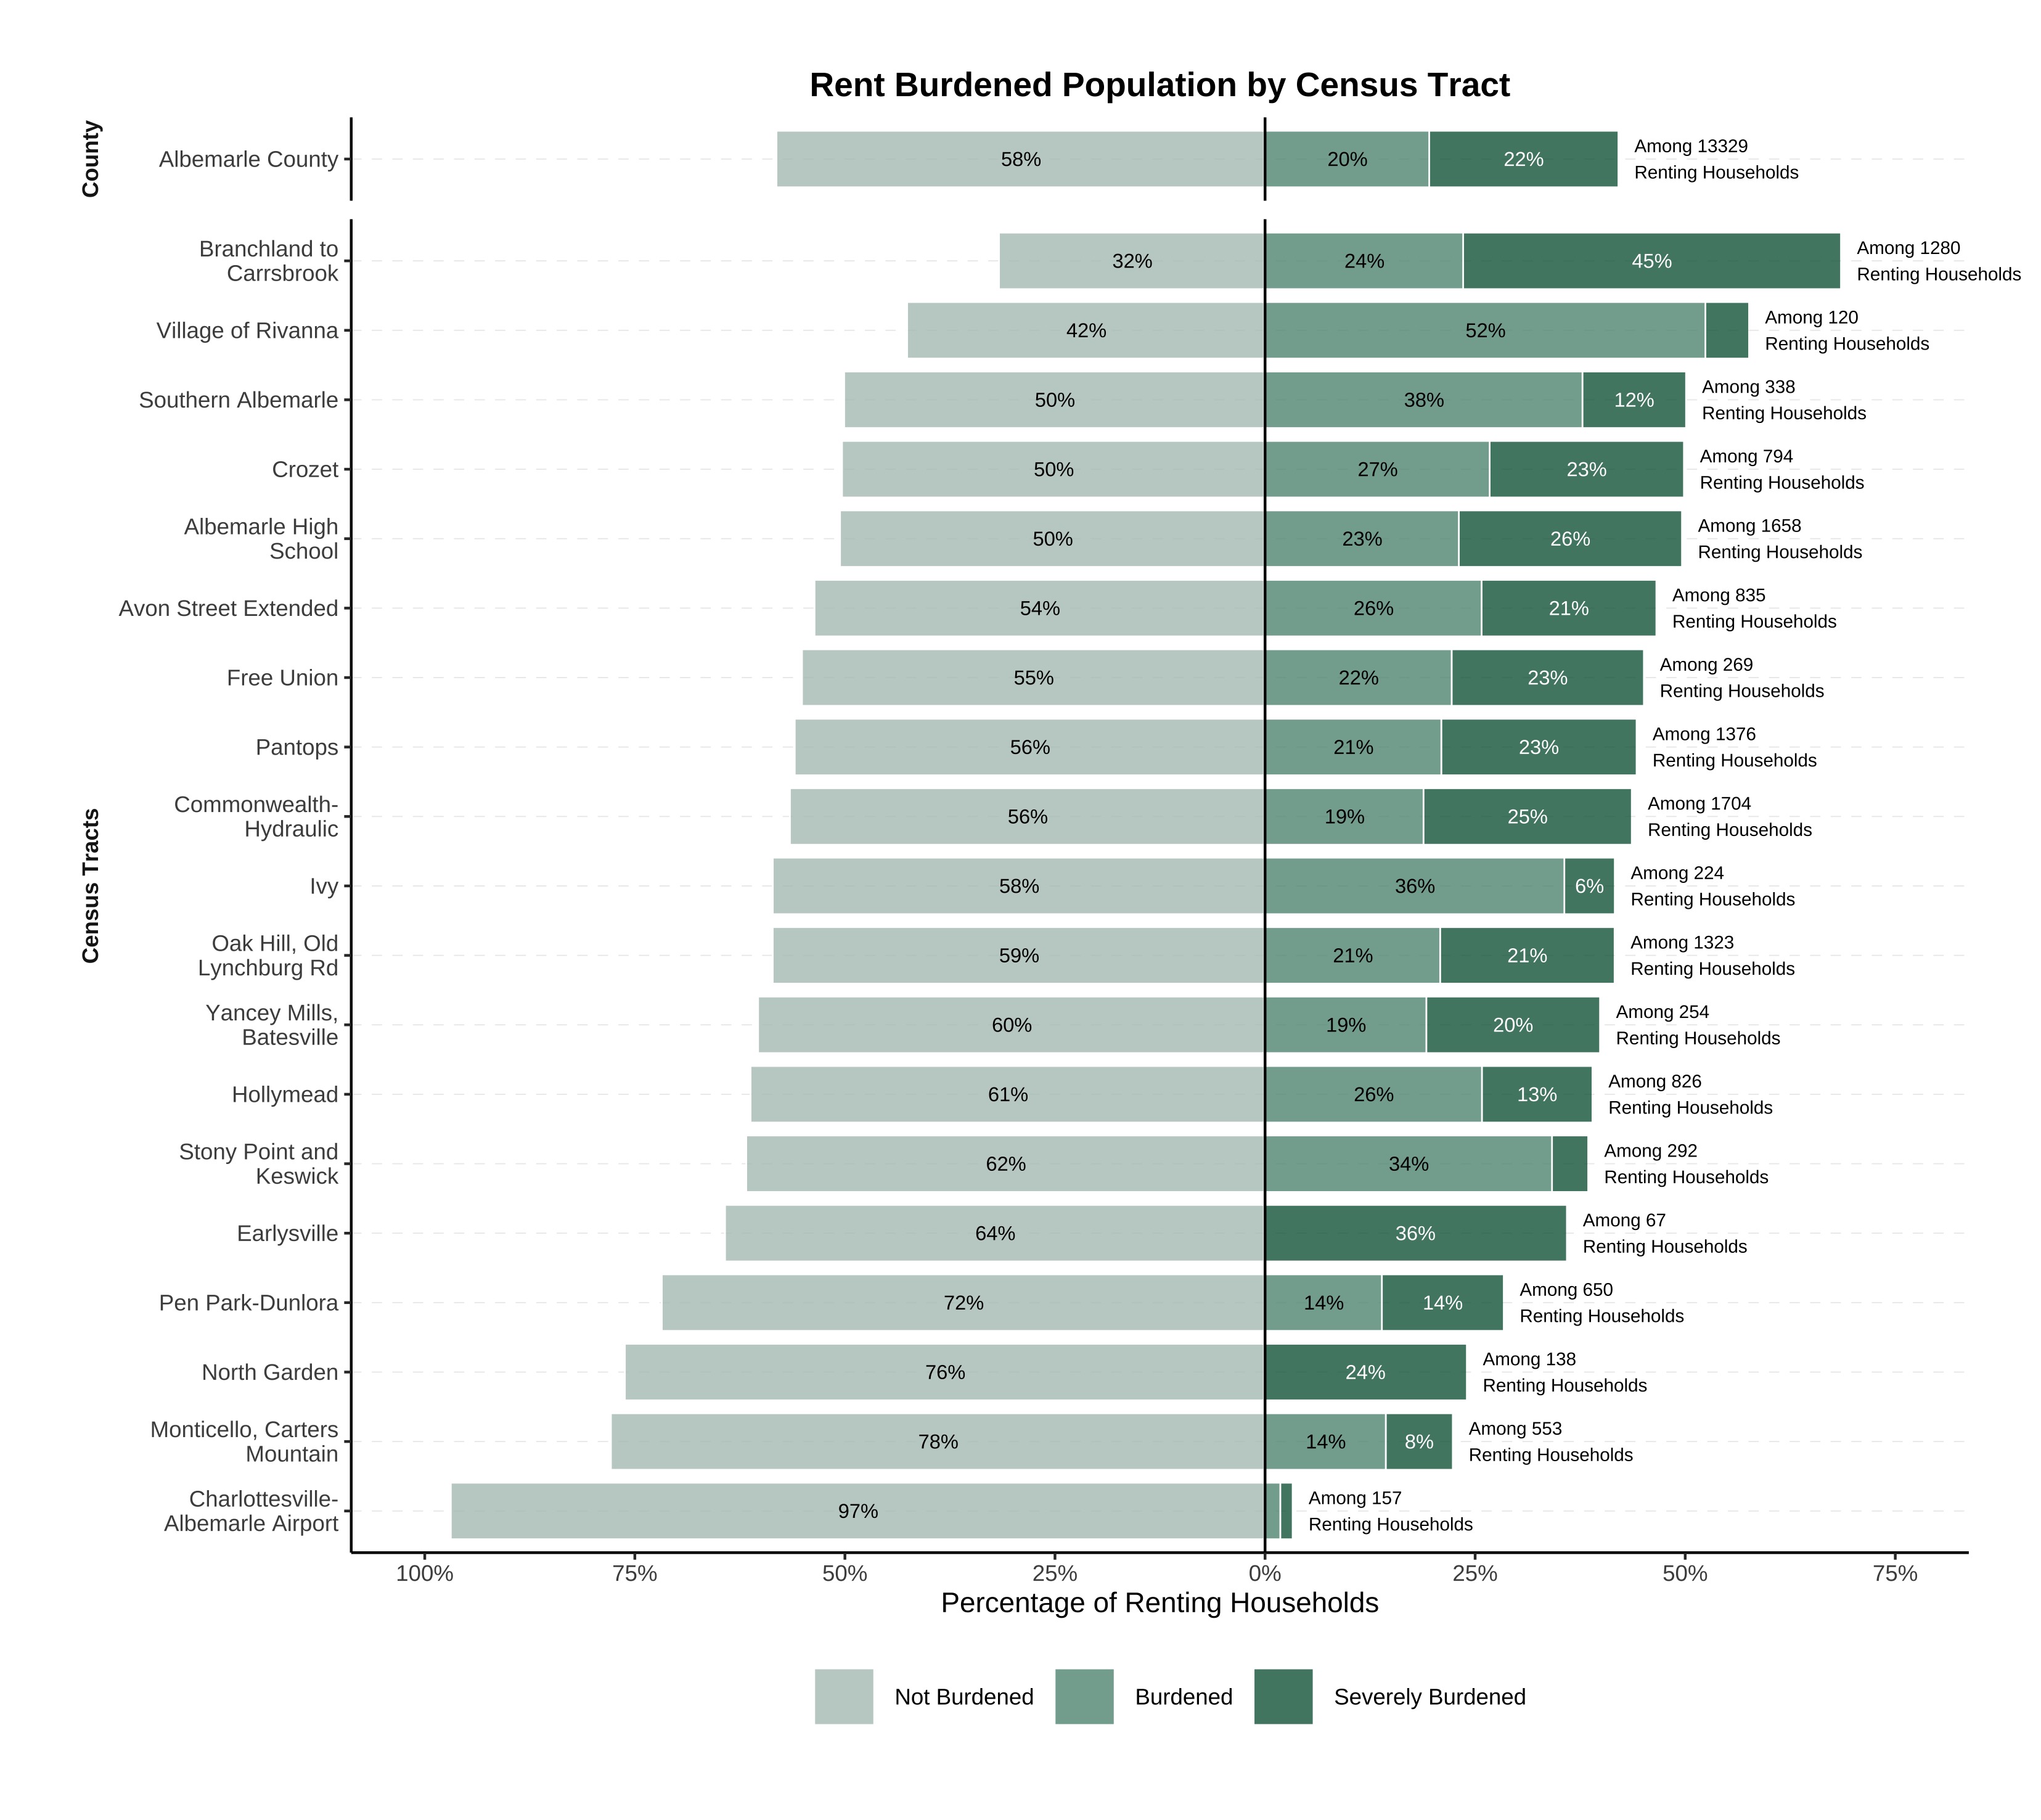 Rent Burdened Population by Census Tract
County
Albemarle County
58%
20%
22%
Among 13329
Renting Households
Census Tracts
Branchland to
Carrsbrook
32%
24%
45%
Among 1280
Renting Households
Village of Rivanna
42%
52%
Among 120
Renting Households
Southern Albemarle
50%
38%
12%
Among 338
Renting Households
Crozet
50%
27%
23%
Among 794
Renting Households
Albemarle High
School
50%
23%
26%
Among 1658
Renting Households
Avon Street Extended
54%
26%
21%
Among 835
Renting Households
Free Union
55%
22%
23%
Among 269
Renting Households
Pantops
56%
21%
23%
Among 1376
Renting Households
Commonwealth-
Hydraulic
56%
19%
25%
Among 1704
Renting Households
Ivy
58%
36%
6%
Among 224
Renting Households
Oak Hill, Old
Lynchburg Rd
59%
21%
21%
Among 1323
Renting Households
Yancey Mills,
Batesville
60%
19%
20%
Among 254
Renting Households
Hollymead
61%
26%
13%
Among 826
Renting Households
Stony Point and
Keswick
62%
34%
Among 292
Renting Households
Earlysville
64%
36%
Among 67
Renting Households
Pen Park-Dunlora
72%
14%
14%
Among 650
Renting Households
North Garden
76%
24%
Among 138
Renting Households
Monticello, Carters
Mountain
78%
14%
8%
Among 553
Renting Households
Charlottesville-
Albemarle Airport
97%
Among 157
Renting Households
100% 75% 50% 25% 0% 25% 50% 75%
Percentage of Renting Households
Not Burdened Burdened Severely Burdened